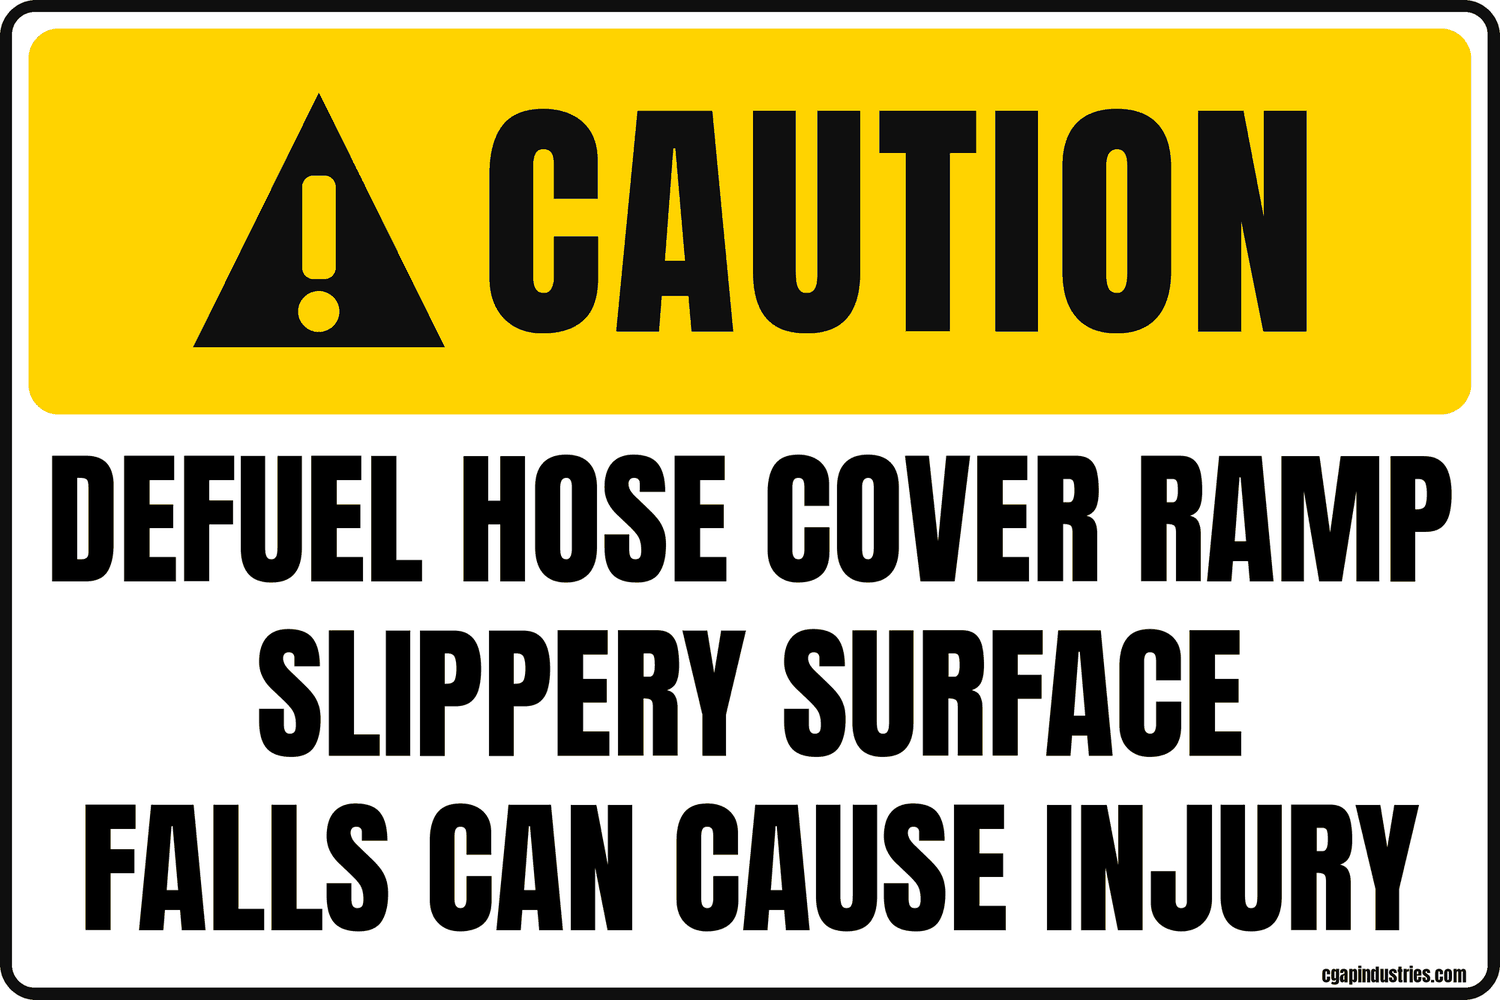 CAUTION
DEFUEL HOSE COVER RAMP
SLIPPERY SURFACE
FALLS CAN CAUSE INJURY
cgapindustries.com